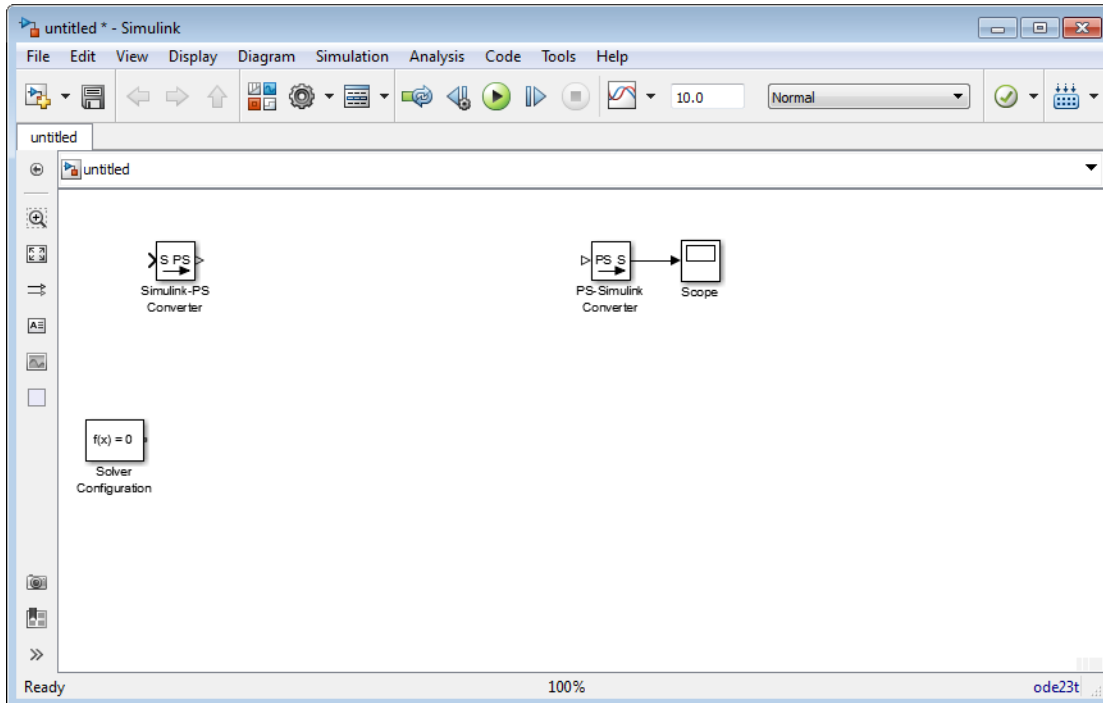 untitled * - Simulink
File Edit View Display Diagram Simulation Analysis Code Tools Help
10.0 Normal
untitled
untitled
S PS
Simulink-PS
Converter
PS S
PS-Simulink
Converter
Scope
f(x) = 0
Solver
Configuration
Ready 100% ode23t